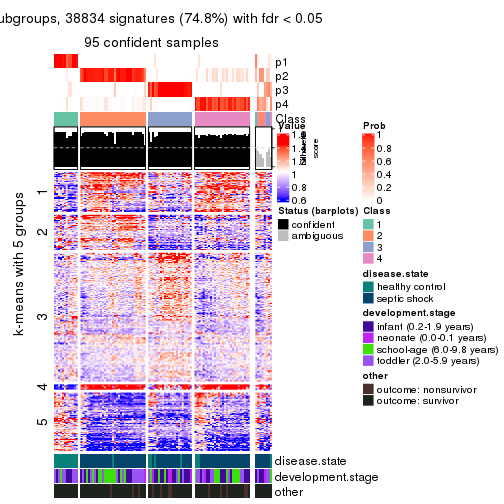 ubgroups, 38834 signatures (74.8%) with fdr < 0.05
95 confident samples
p1
p2
p3
p4
Class
Silhouette
score
k-means with 5 groups
1
2
3
4
5
disease.state
development.stage
other
Value
1
0.8
0.6
Status (barplots)
confident
ambiguous
Prob
1
0.8
0.6
0.4
0.2
0
Class
1
2
3
4
disease.state
healthy control
septic shock
development.stage
infant (0.2-1.9 years)
neonate (0.0-0.1 years)
school-age (6.0-9.8 years)
toddler (2.0-5.9 years)
other
outcome: nonsurvivor
outcome: survivor